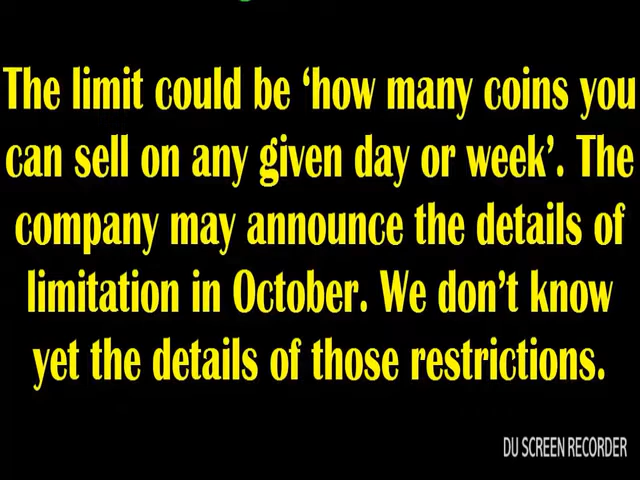 The limit could be ‘how many coins you
can sell on any given day or week’. The
company may announce the details of
limitation in October. We don’t know
yet the details of those restrictions.
DU SCREEN RECORDER